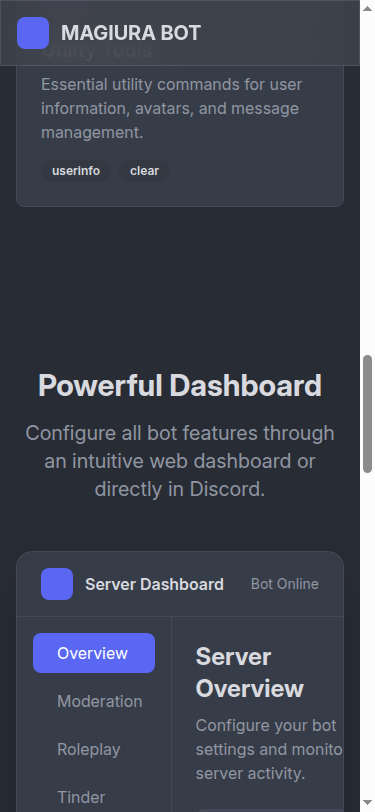 MAGIURA BOT
Utility Tools
Essential utility commands for user
information, avatars, and message
management.
userinfo clear
Powerful Dashboard
Configure all bot features through
an intuitive web dashboard or
directly in Discord.
Server Dashboard Bot Online
Overview
Moderation
Roleplay
Tinder
Server
Overview
Configure your bot
settings and monito
server activity.